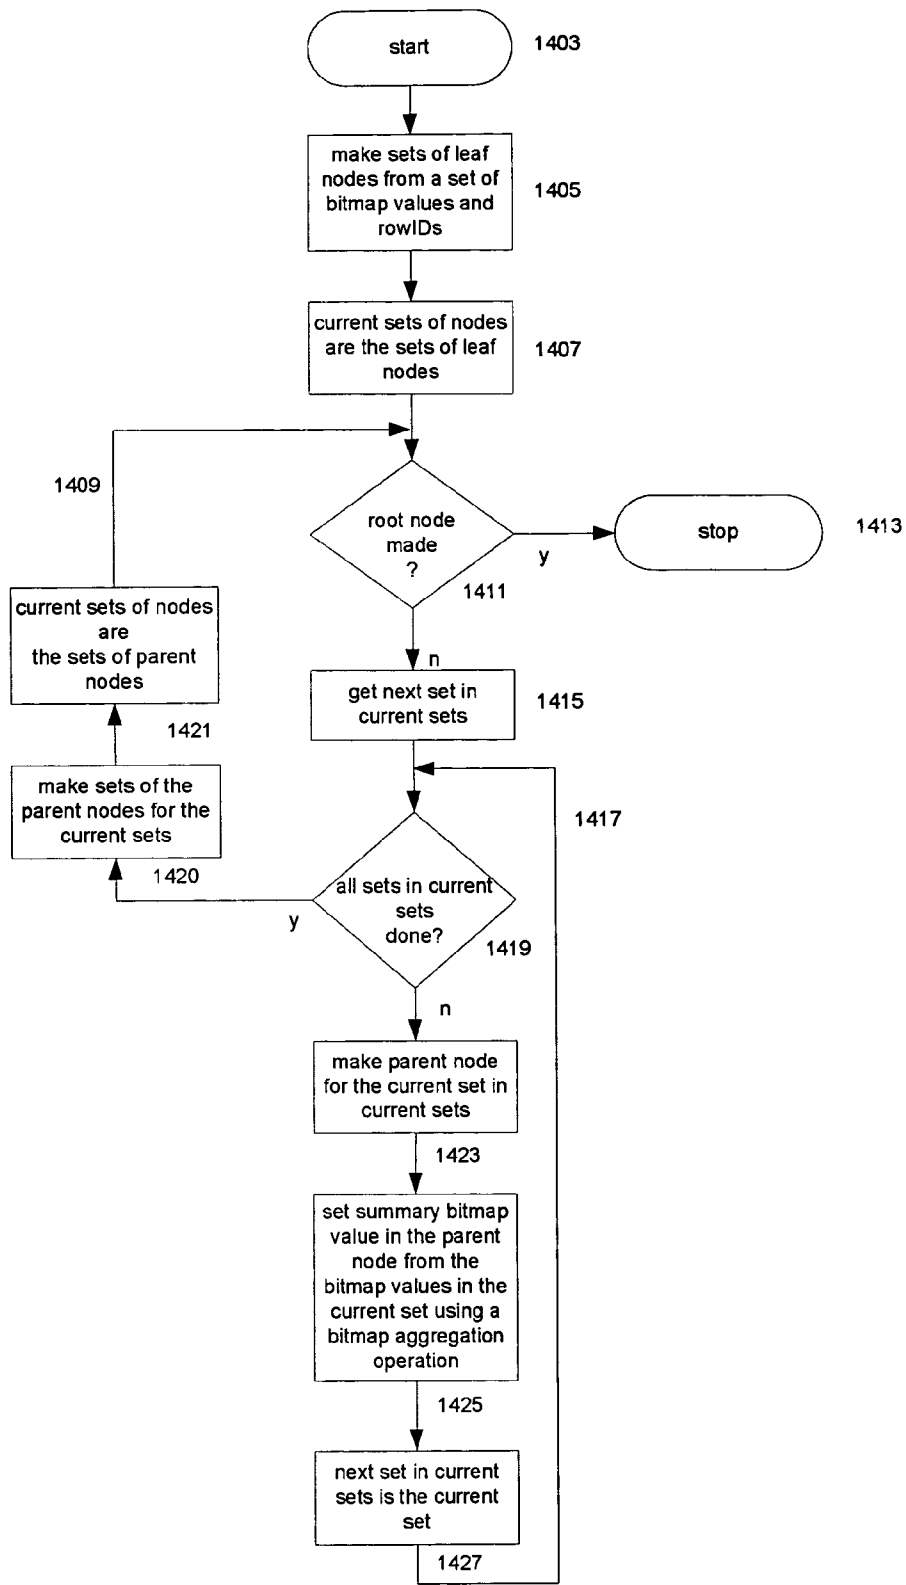 start
1403
make sets of leaf
nodes from a set of
bitmap values and
rowIDs
1405
current sets of nodes
are the sets of leaf
nodes
1407
1409
root node
made
?
1411
y
stop
1413
n
current sets of nodes
are
the sets of parent
nodes
1421
get next set in
current sets
1415
make sets of the
parent nodes for the
current sets
1420
1417
all sets in current
sets
done?
1419
y
n
make parent node
for the current set in
current sets
1423
set summary bitmap
value in the parent
node from the
bitmap values in the
current set using a
bitmap aggregation
operation
1425
next set in current
sets is the current
set
1427